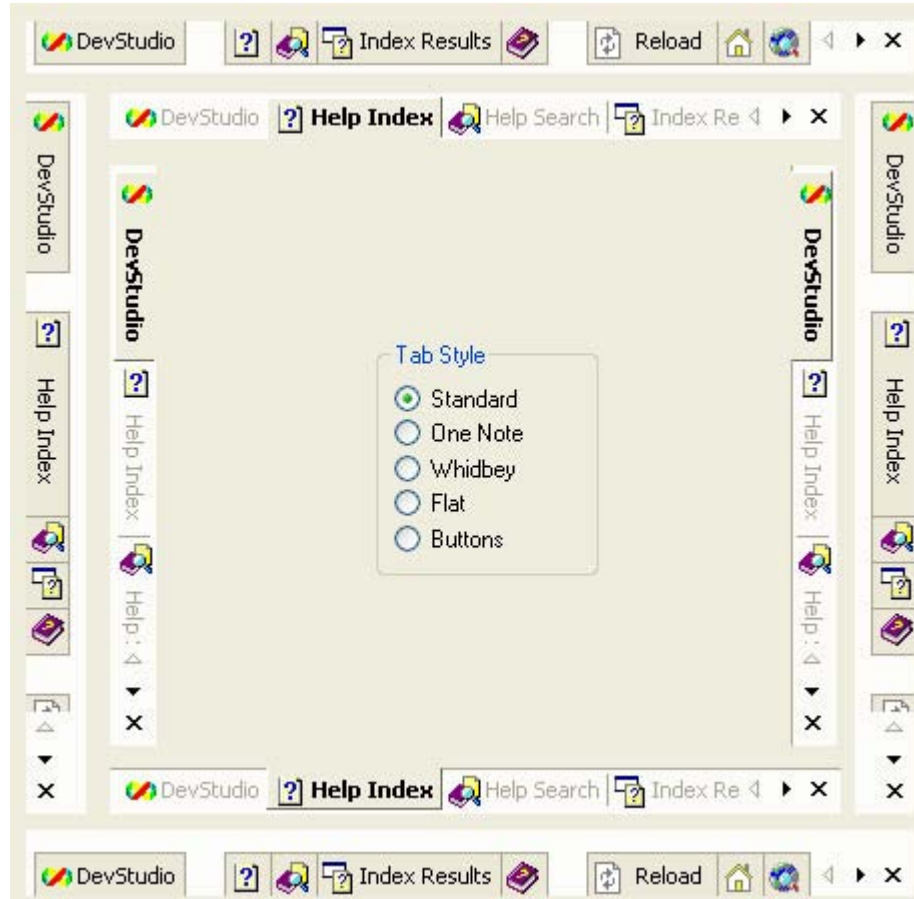 DevStudio Index Results Reload
DevStudio Help Index Help Search Index Re
DevStudio
Help Index
DevStudio
Help Index
Help :
Tab Style
Standard
One Note
Whidbey
Flat
Buttons
DevStudio
Help Index
Help :
DevStudio
Help Index
DevStudio Help Index Help Search Index Re
DevStudio Index Results Reload